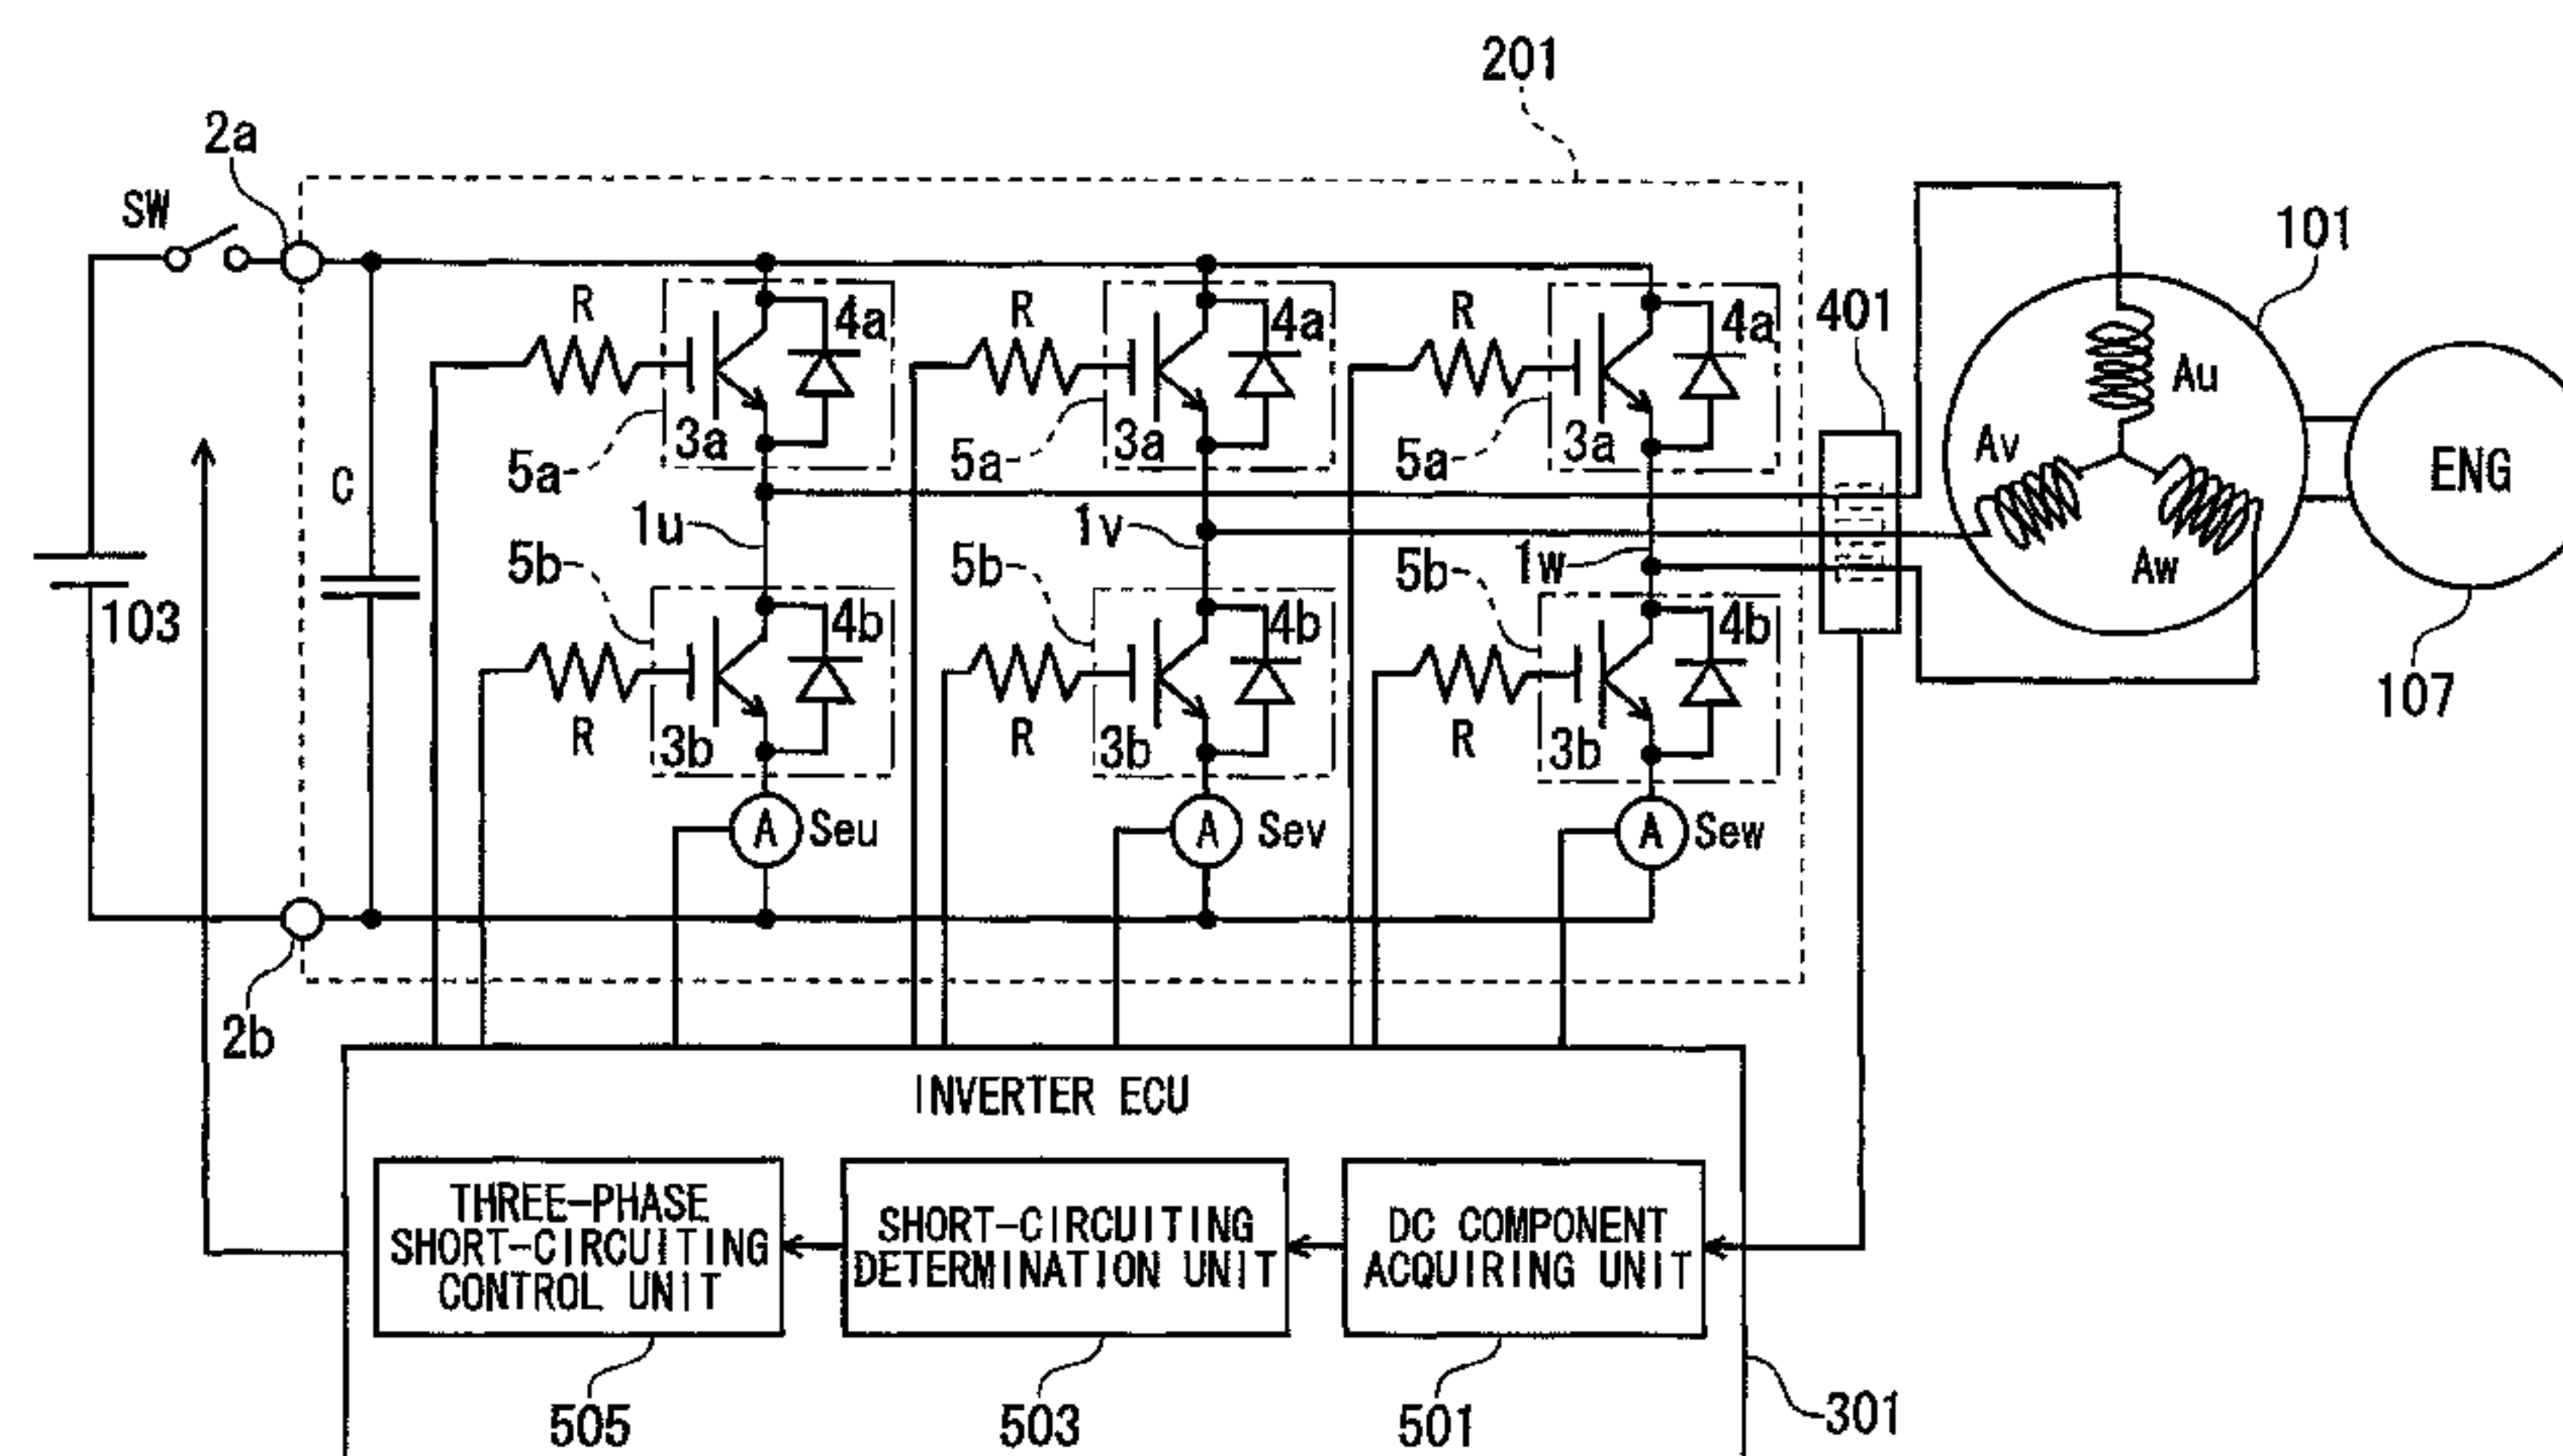 201
2a
SW
101
R
4a
R
4a
R
4a
401
Au
3a
5a
3a
5a
3a
5a
Av
ENG
C
1u
1v
1w
5b
5b
5b
Aw
103
4b
4b
4b
107
R
3b
R
3b
R
3b
A
Seu
A
Sev
A
Sew
2b
INVERTER ECU
THREE-PHASE
SHORT-CIRCUITING
CONTROL UNIT
SHORT-CIRCUITING
DETERMINATION UNIT
DC COMPONENT
ACQUIRING UNIT
505
503
501
301